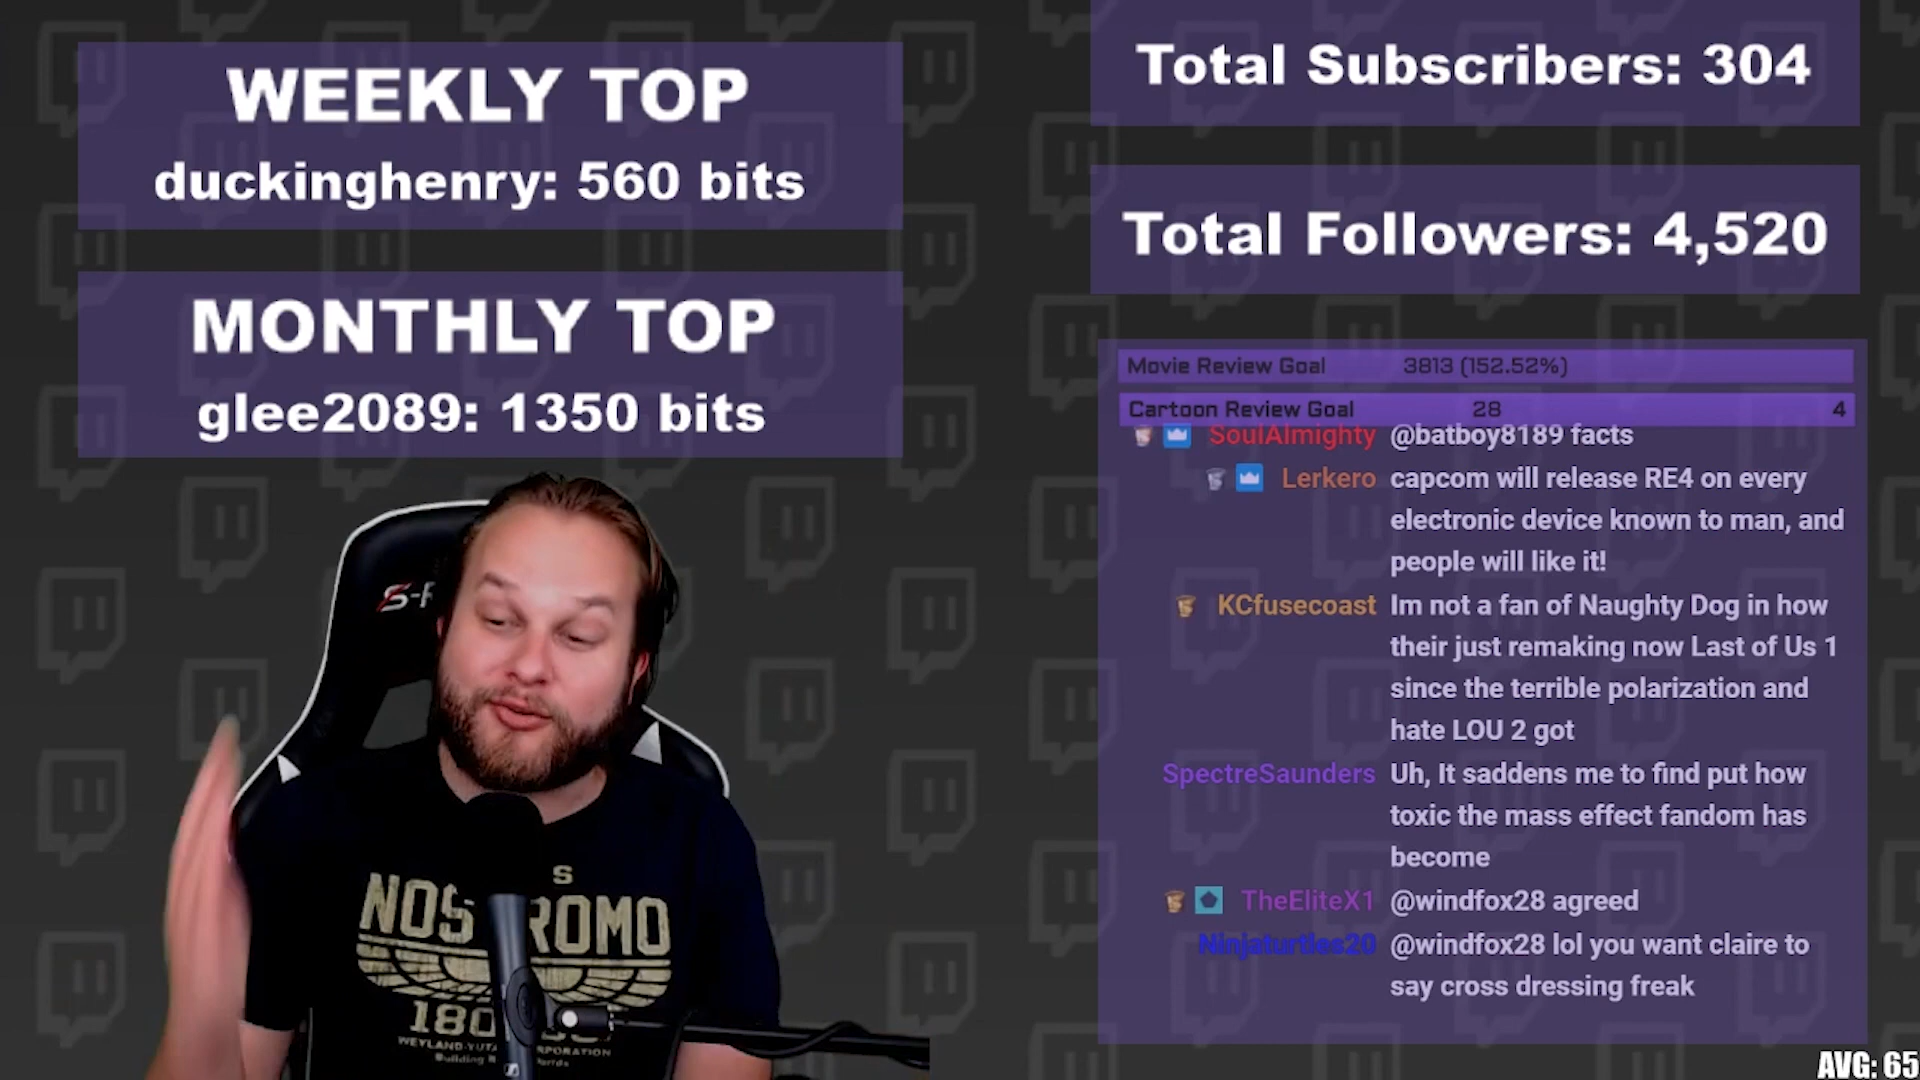 WEEKLY TOP
duckinghenry: 560 bits
MONTHLY TOP
glee2089: 1350 bits
Total Subscribers: 304
Total Followers: 4,520
Movie Review Goal 3813 (152.52%)
Cartoon Review Goal 28 4
SoulAlmighty @batboy8189 facts
Lerkero capcom will release RE4 on every
electronic device known to man, and
people will like it!
KCfusecoast Im not a fan of Naughty Dog in how
their just remaking now Last of Us 1
since the terrible polarization and
hate LOU 2 got
SpectreSaunders Uh, It saddens me to find put how
toxic the mass effect fandom has
become
TheEliteX1 @windfox28 agreed
Ninjaturtles20 @windfox28 lol you want claire to
say cross dressing freak
S
180
Building
AVG: 65